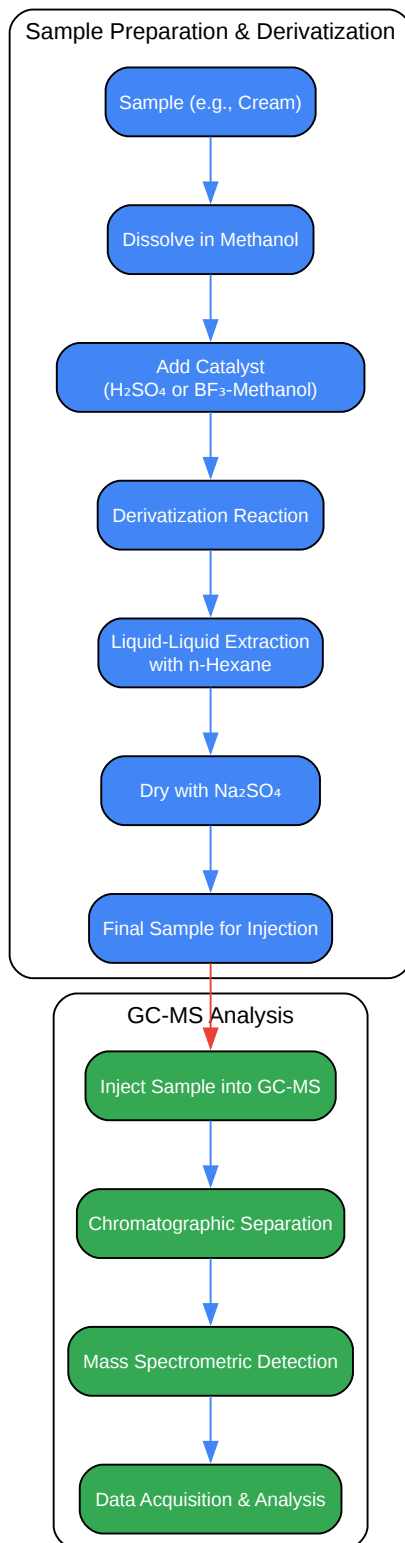 Sample Preparation & Derivatization
Sample (e.g., Cream)
Dissolve in Methanol
Add Catalyst
(H₂SO₄ or BF₃-Methanol)
Derivatization Reaction
Liquid-Liquid Extraction
with n-Hexane
Dry with Na₂SO₄
Final Sample for Injection
GC-MS Analysis
Inject Sample into GC-MS
Chromatographic Separation
Mass Spectrometric Detection
Data Acquisition & Analysis